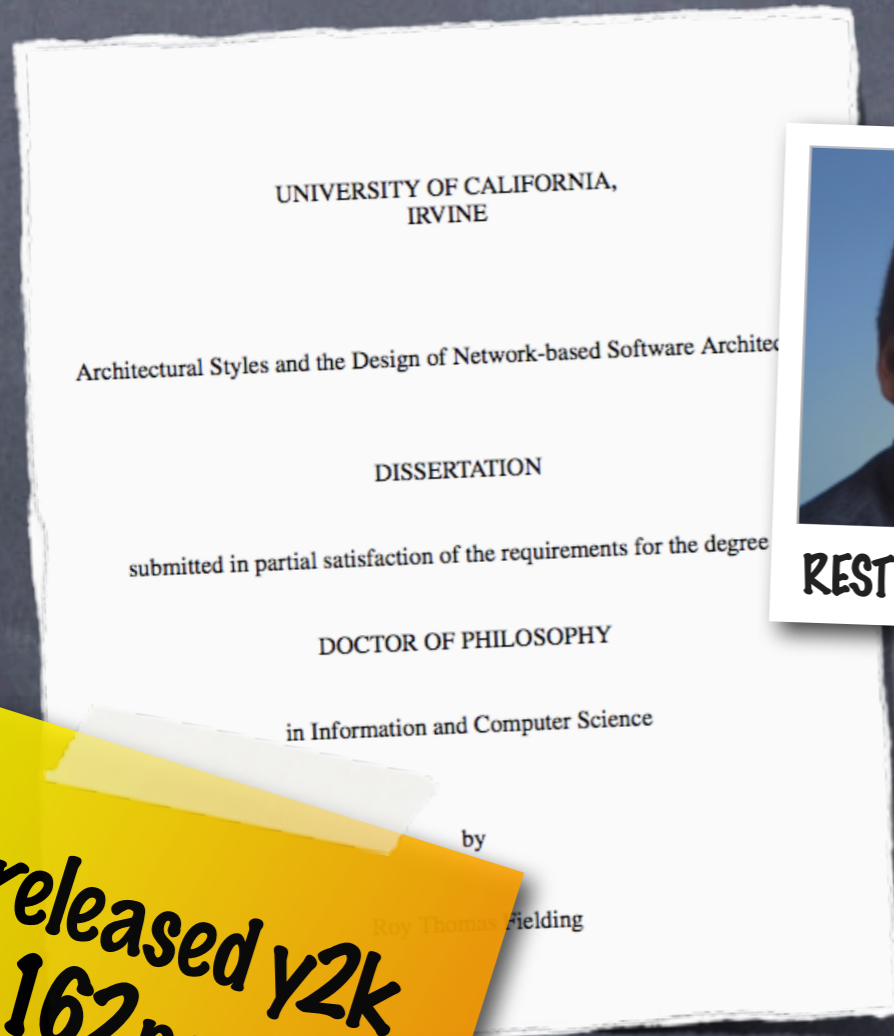 UNIVERSITY OF CALIFORNIA,
IRVINE
Architectural Styles and the Design of Network-based Software
DISSERTATION
submitted in partial satisfaction of the requirements for the degree
DOCTOR OF PHILOSOPHY
in Information and Computer Science
by
Roy Thomas Fielding
REST
released y2k
162